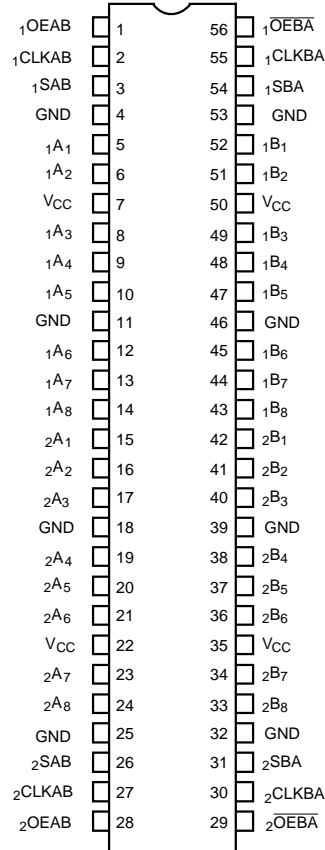 1OEAB 1 56 1O̅E̅B̅A̅
1CLKAB 2 55 1CLKBA
1SAB 3 54 1SBA
GND 4 53 GND
1A1 5 52 1B1
1A2 6 51 1B2
VCC 7 50 VCC
1A3 8 49 1B3
1A4 9 48 1B4
1A5 10 47 1B5
GND 11 46 GND
1A6 12 45 1B6
1A7 13 44 1B7
1A8 14 43 1B8
2A1 15 42 2B1
2A2 16 41 2B2
2A3 17 40 2B3
GND 18 39 GND
2A4 19 38 2B4
2A5 20 37 2B5
2A6 21 36 2B6
VCC 22 35 VCC
2A7 23 34 2B7
2A8 24 33 2B8
GND 25 32 GND
2SAB 26 31 2SBA
2CLKAB 27 30 2CLKBA
2OEAB 28 29 2O̅E̅B̅A̅